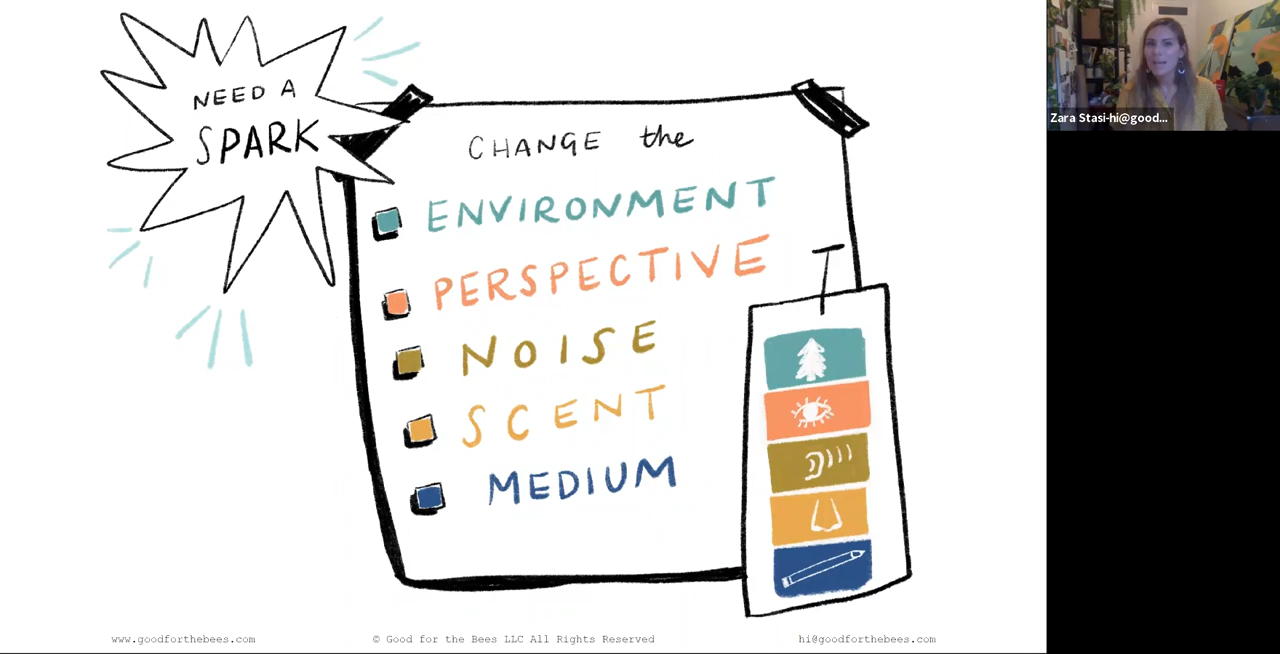 NEED A
SPARK
CHANGE the
ENVIRONMENT
PERSPECTIVE
NOISE
SCENT
MEDIUM
Zara Stasi-hi@good...
www.goodforthebees.com
© Good for the Bees LLC All Rights Reserved
hi@goodforthebees.com